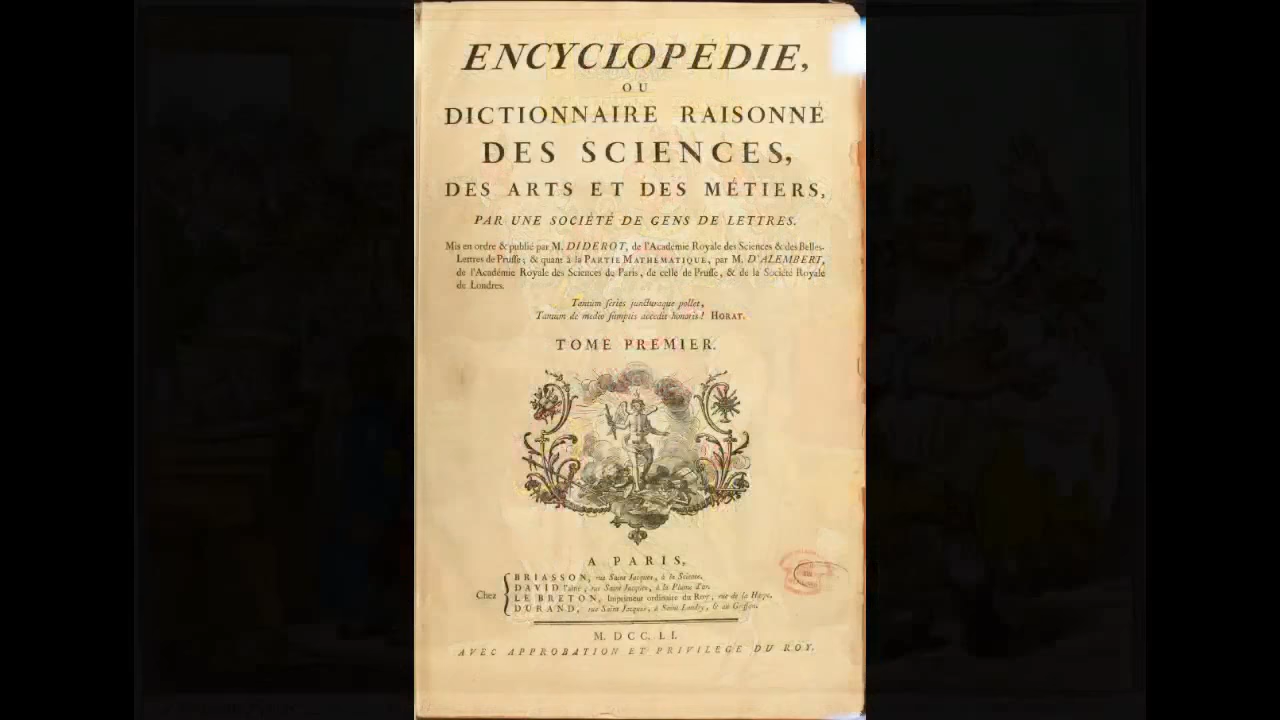 ENCYCLOPÉDIE,
OU
DICTIONNAIRE RAISONNÉ
DES SCIENCES,
DES ARTS ET DES MÉTIERS,
PAR UNE SOCIÉTÉ DE GENS DE LETTRES.
Mis en ordre & publié par M. DIDEROT, de l'Académie Royale des Sciences & des Belles-
Lettres de Prusse; & quant à la PARTIE MATHÉMATIQUE, par M. D'ALEMBERT,
de l'Académie Royale des Sciences de Paris, de celle de Prusse, & de la Société Royale
de Londres.
Tantùm series juncturaque pollet,
Tantùm de medio sumptis accedit honoris! HORAT.
TOME PREMIER.
A PARIS,
Chez
BRIASSON, rue Saint Jacques, à la Science.
DAVID l'aîné, rue Saint Jacques, à la Plume d'or.
LE BRETON, Imprimeur ordinaire du Roy, rue de la Harpe.
DURAND, rue Saint Jacques, à Saint Landry, & au Griffon.
M. DCC. LI.
AVEC APPROBATION ET PRIVILEGE DU ROY.